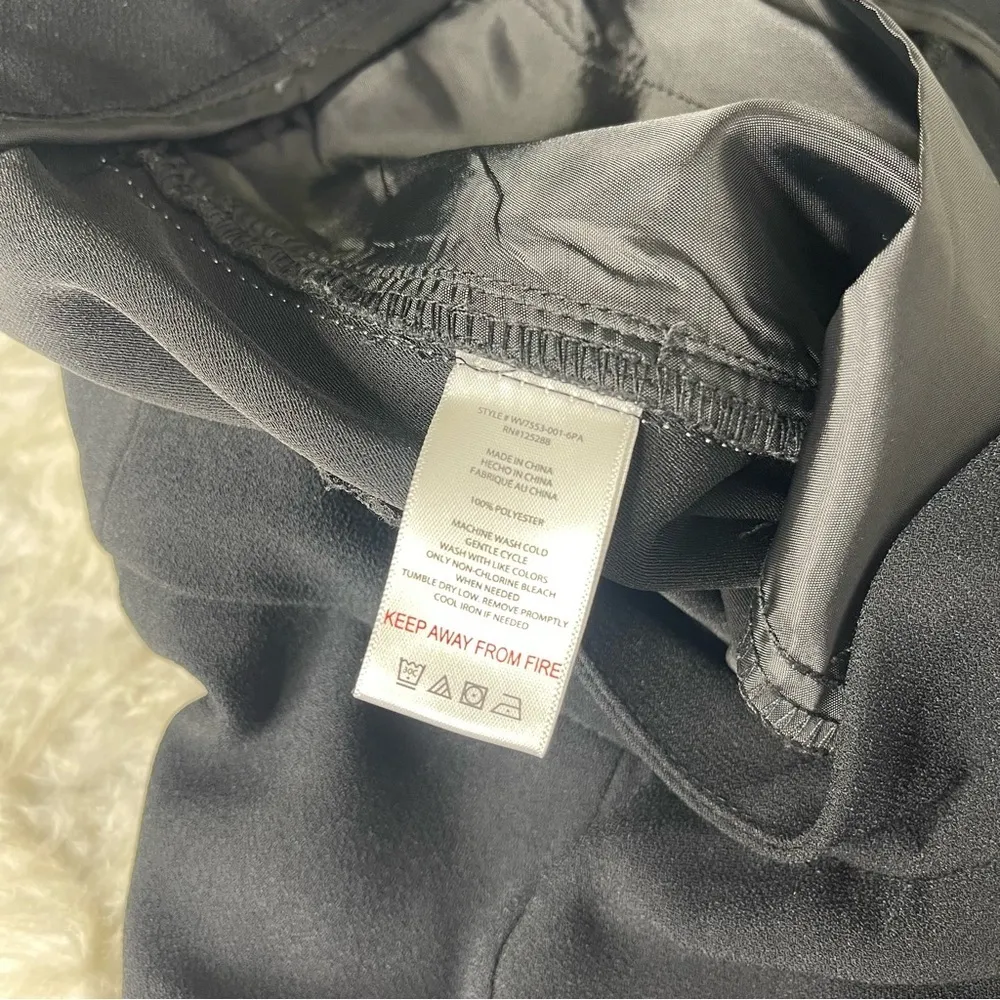 STYLE # WV7553-001-6PA
RN#125288
MADE IN CHINA
HECHO IN CHINA
FABRIQUÉ AU CHINA
100% POLYESTER
MACHINE WASH COLD
GENTLE CYCLE
WASH WITH LIKE COLORS
ONLY NON-CHLORINE BLEACH
WHEN NEEDED
TUMBLE DRY LOW. REMOVE PROMPTLY
COOL IRON IF NEEDED
KEEP AWAY FROM FIRE
30C